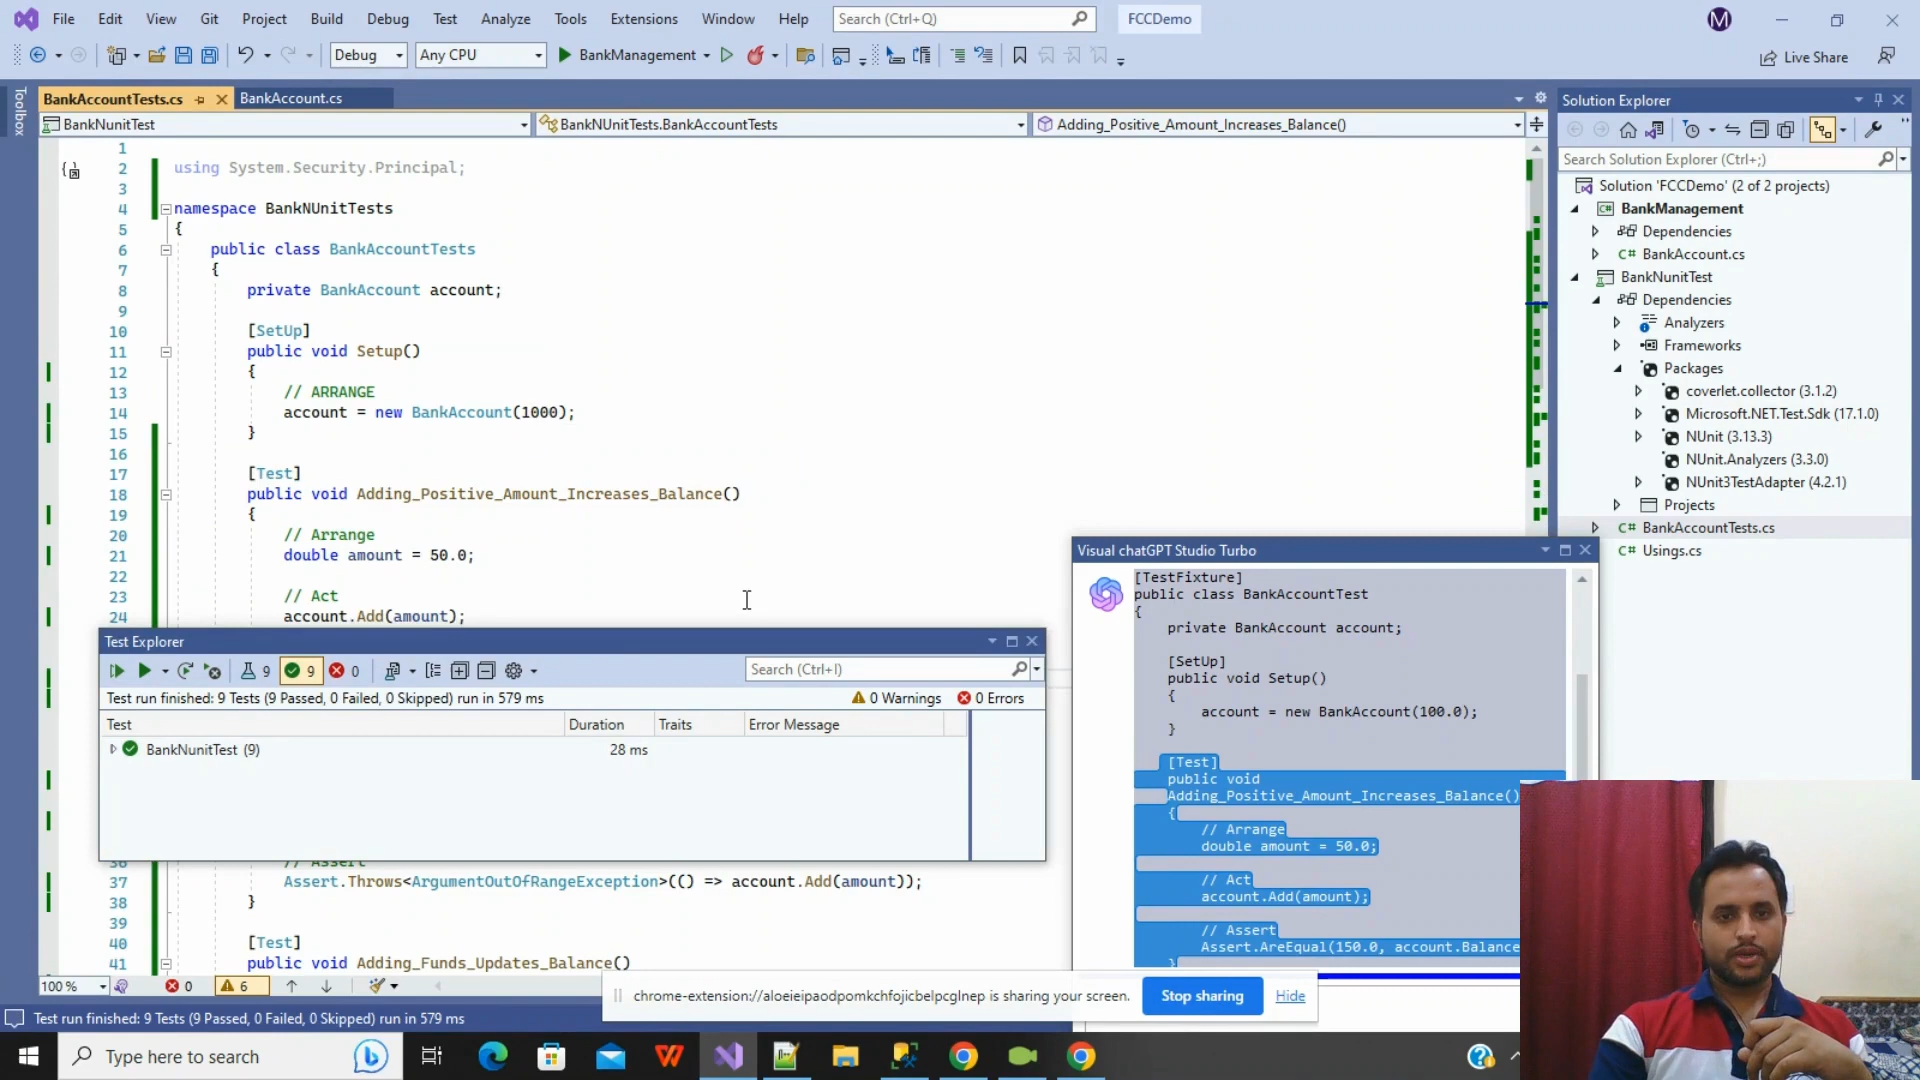 File Edit View Git Project Build Debug Test Analyze Tools Extensions Window Help Search (Ctrl+Q) FCCDemo M
Debug Any CPU BankManagement Live Share
Toolbox
BankAccountTests.cs BankAccount.cs
BankNunitTest BankNUnitTests.BankAccountTests Adding_Positive_Amount_Increases_Balance()
1
2 using System.Security.Principal;
3
4 namespace BankNUnitTests
5 {
6 public class BankAccountTests
7 {
8 private BankAccount account;
9
10 [SetUp]
11 public void Setup()
12 {
13 // ARRANGE
14 account = new BankAccount(1000);
15 }
16
17 [Test]
18 public void Adding_Positive_Amount_Increases_Balance()
19 {
20 // Arrange
21 double amount = 50.0;
22
23 // Act
24 account.Add(amount);
Test Explorer
9 9 0 Search (Ctrl+I)
Test run finished: 9 Tests (9 Passed, 0 Failed, 0 Skipped) run in 579 ms 0 Warnings 0 Errors
Test Duration Traits Error Message
BankNunitTest (9) 28 ms
36 // Assert
37 Assert.Throws<ArgumentOutOfRangeException>(() => account.Add(amount));
38 }
39
40 [Test]
41 public void Adding_Funds_Updates_Balance()
100 % 0 6
Solution Explorer
Search Solution Explorer (Ctrl+;)
Solution 'FCCDemo' (2 of 2 projects)
BankManagement
Dependencies
C# BankAccount.cs
BankNunitTest
Dependencies
Analyzers
Frameworks
Packages
coverlet.collector (3.1.2)
Microsoft.NET.Test.Sdk (17.1.0)
NUnit (3.13.3)
NUnit.Analyzers (3.3.0)
NUnit3TestAdapter (4.2.1)
Projects
C# BankAccountTests.cs
C# Usings.cs
Visual chatGPT Studio Turbo
[TestFixture]
public class BankAccountTest
{
private BankAccount account;
[SetUp]
public void Setup()
{
account = new BankAccount(100.0);
}
[Test]
public void
Adding_Positive_Amount_Increases_Balance()
{
// Arrange
double amount = 50.0;
// Act
account.Add(amount);
// Assert
Assert.AreEqual(150.0, account.Balance
}
chrome-extension://aloeieipaodpomkchfojicbelpcglnep is sharing your screen. Stop sharing Hide
Test run finished: 9 Tests (9 Passed, 0 Failed, 0 Skipped) run in 579 ms
Type here to search